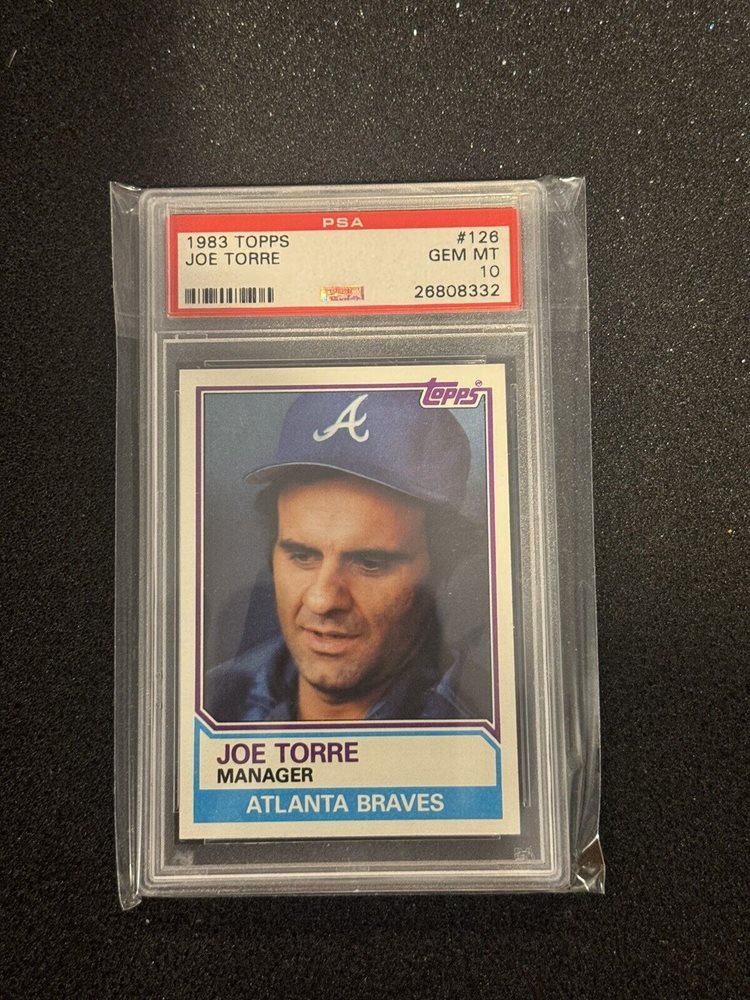 PSA
1983 TOPPS #126
JOE TORRE GEM MT
10
26808332
topps
A
JOE TORRE
MANAGER
ATLANTA BRAVES